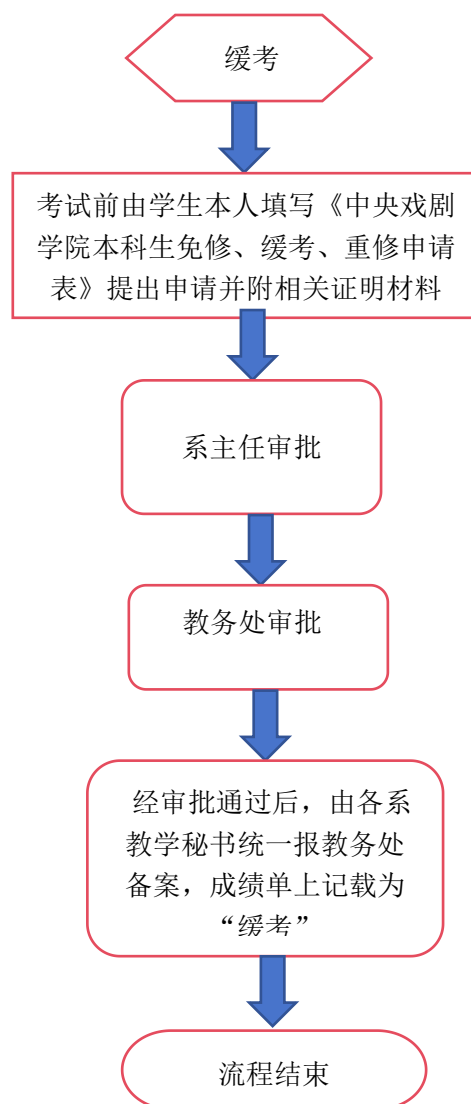 缓考
考试前由学生本人填写《中央戏剧
学院本科生免修、缓考、重修申请
表》提出申请并附相关证明材料
系主任审批
教务处审批
经审批通过后，由各系
教学秘书统一报教务处
备案，成绩单上记载为
“缓考”
流程结束